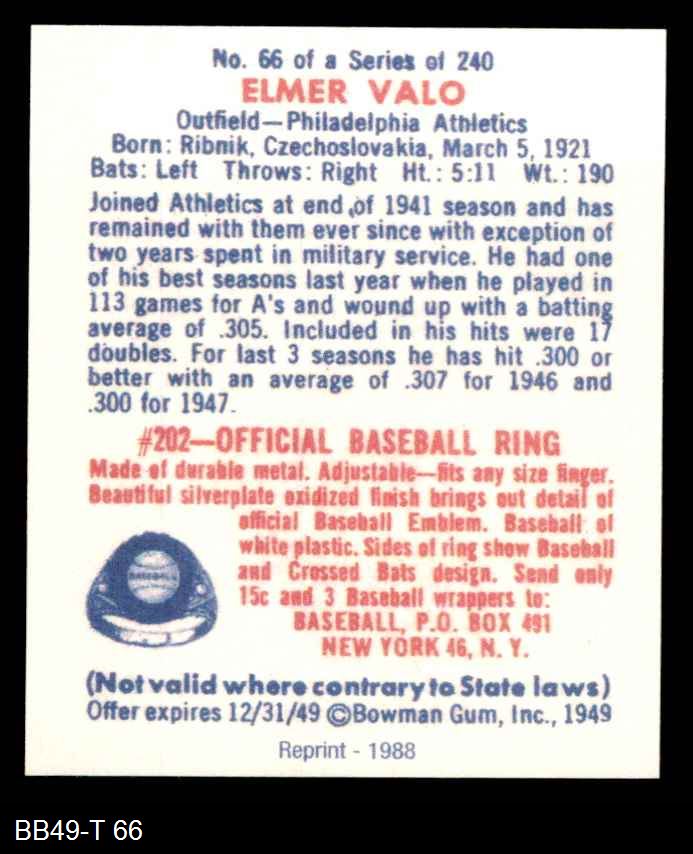 No. 66 of a Series of 240
ELMER VALO
Outfield—Philadelphia Athletics
Born: Ribnik, Czechoslovakia, March 5, 1921
Bats: Left Throws: Right Ht.: 5:11 Wt.: 190
Joined Athletics at end of 1941 season and has
remained with them ever since with exception of
two years spent in military service. He had one
of his best seasons last year when he played in
113 games for A's and wound up with a batting
average of .305. Included in his hits were 17
doubles. For last 3 seasons he has hit .300 or
better with an average of .307 for 1946 and
.300 for 1947.
#202—OFFICIAL BASEBALL RING
Made of durable metal. Adjustable—fits any size finger.
Beautiful silverplate oxidized finish brings out detail of
official Baseball Emblem. Baseball of
white plastic. Sides of ring show Baseball
and Crossed Bats design. Send only
15c and 3 Baseball wrappers to:
BASEBALL, P.O. BOX 491
NEW YORK 46, N. Y.
BASEBALL
(Not valid where contrary to State laws)
Offer expires 12/31/49 ©Bowman Gum, Inc., 1949
Reprint - 1988
BB49-T 66